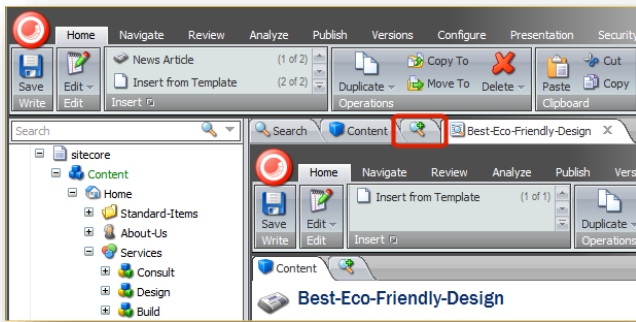 Home Navigate Review Analyze Publish Versions Configure Presentation Security
News Article (1 of 2)
Insert from Template (2 of 2)
Save
Write
Edit
Edit
Insert
Duplicate
Copy To
Move To
Delete
Operations
Paste
Cut
Copy
Clipboard
Search
sitecore
Content
Home
Standard-Items
About-Us
Services
Consult
Design
Build
Search Content Best-Eco-Friendly-Design X
Home Navigate Review Analyze Publish Vers
Insert from Template (1 of 1)
Save
Write
Edit
Edit
Insert
Duplicate
Operations
Content
Best-Eco-Friendly-Design